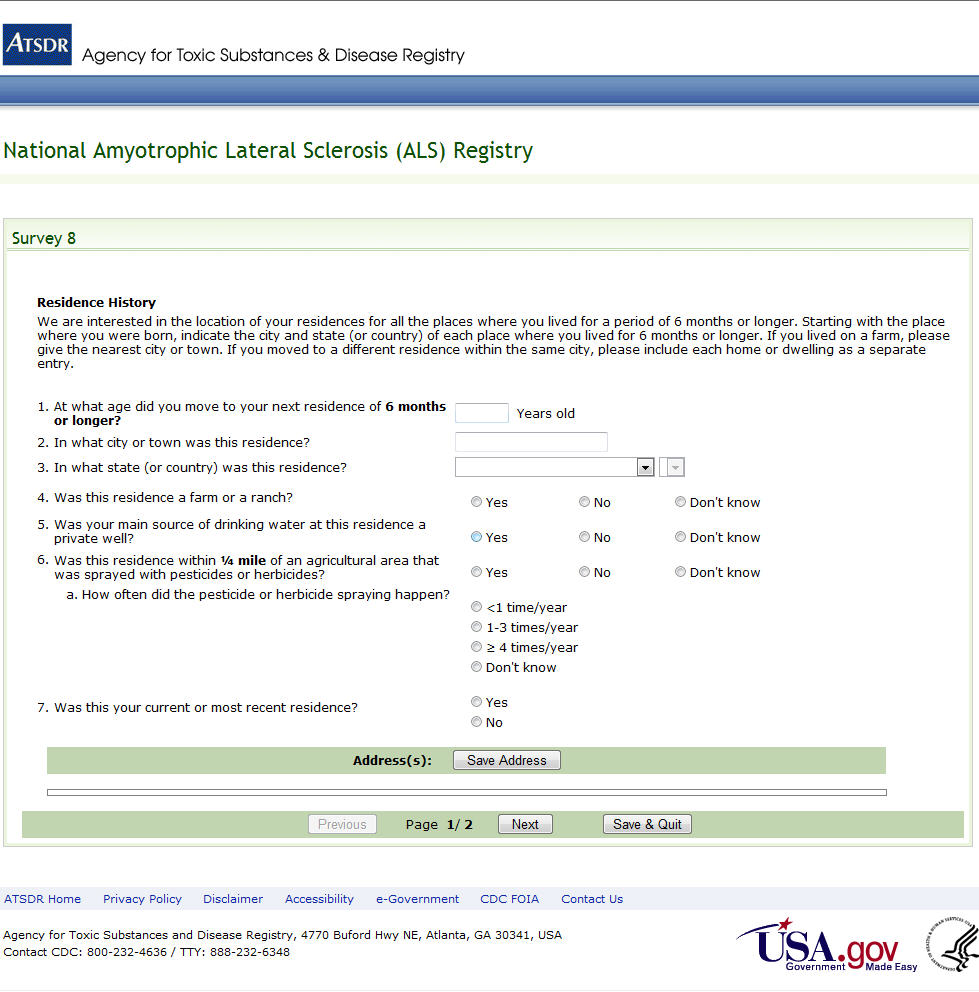 ATSDR Agency for Toxic Substances & Disease Registry
National Amyotrophic Lateral Sclerosis (ALS) Registry
Survey 8
Residence History
We are interested in the location of your residences for all the places where you lived for a period of 6 months or longer. Starting with the place
where you were born, indicate the city and state (or country) of each place where you lived for 6 months or longer. If you lived on a farm, please
give the nearest city or town. If you moved to a different residence within the same city, please include each home or dwelling as a separate
entry.
1. At what age did you move to your next residence of 6 months
or longer?
Years old
2. In what city or town was this residence?
3. In what state (or country) was this residence?
4. Was this residence a farm or a ranch?
Yes No Don't know
5. Was your main source of drinking water at this residence a
private well?
Yes No Don't know
6. Was this residence within ¼ mile of an agricultural area that
was sprayed with pesticides or herbicides?
Yes No Don't know
a. How often did the pesticide or herbicide spraying happen?
<1 time/year
1-3 times/year
≥ 4 times/year
Don't know
7. Was this your current or most recent residence?
Yes
No
Address(s): Save Address
Previous Page 1/ 2 Next Save & Quit
ATSDR Home Privacy Policy Disclaimer Accessibility e-Government CDC FOIA Contact Us
Agency for Toxic Substances and Disease Registry, 4770 Buford Hwy NE, Atlanta, GA 30341, USA
Contact CDC: 800-232-4636 / TTY: 888-232-6348
USA.gov
Government Made Easy